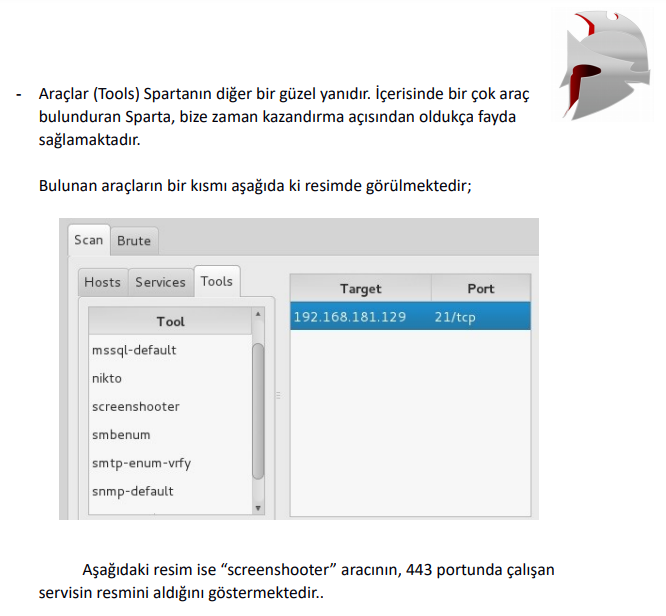 - Araçlar (Tools) Spartanın diğer bir güzel yanıdır. İçerisinde bir çok araç
bulunduran Sparta, bize zaman kazandırma açısından oldukça fayda
sağlamaktadır.
Bulunan araçların bir kısmı aşağıda ki resimde görülmektedir;
Scan Brute
Hosts Services Tools
Tool
mssql-default
nikto
screenshooter
smbenum
smtp-enum-vrfy
snmp-default
Target Port
192.168.181.129 21/tcp
Aşağıdaki resim ise “screenshooter” aracının, 443 portunda çalışan
servisin resmini aldığını göstermektedir..